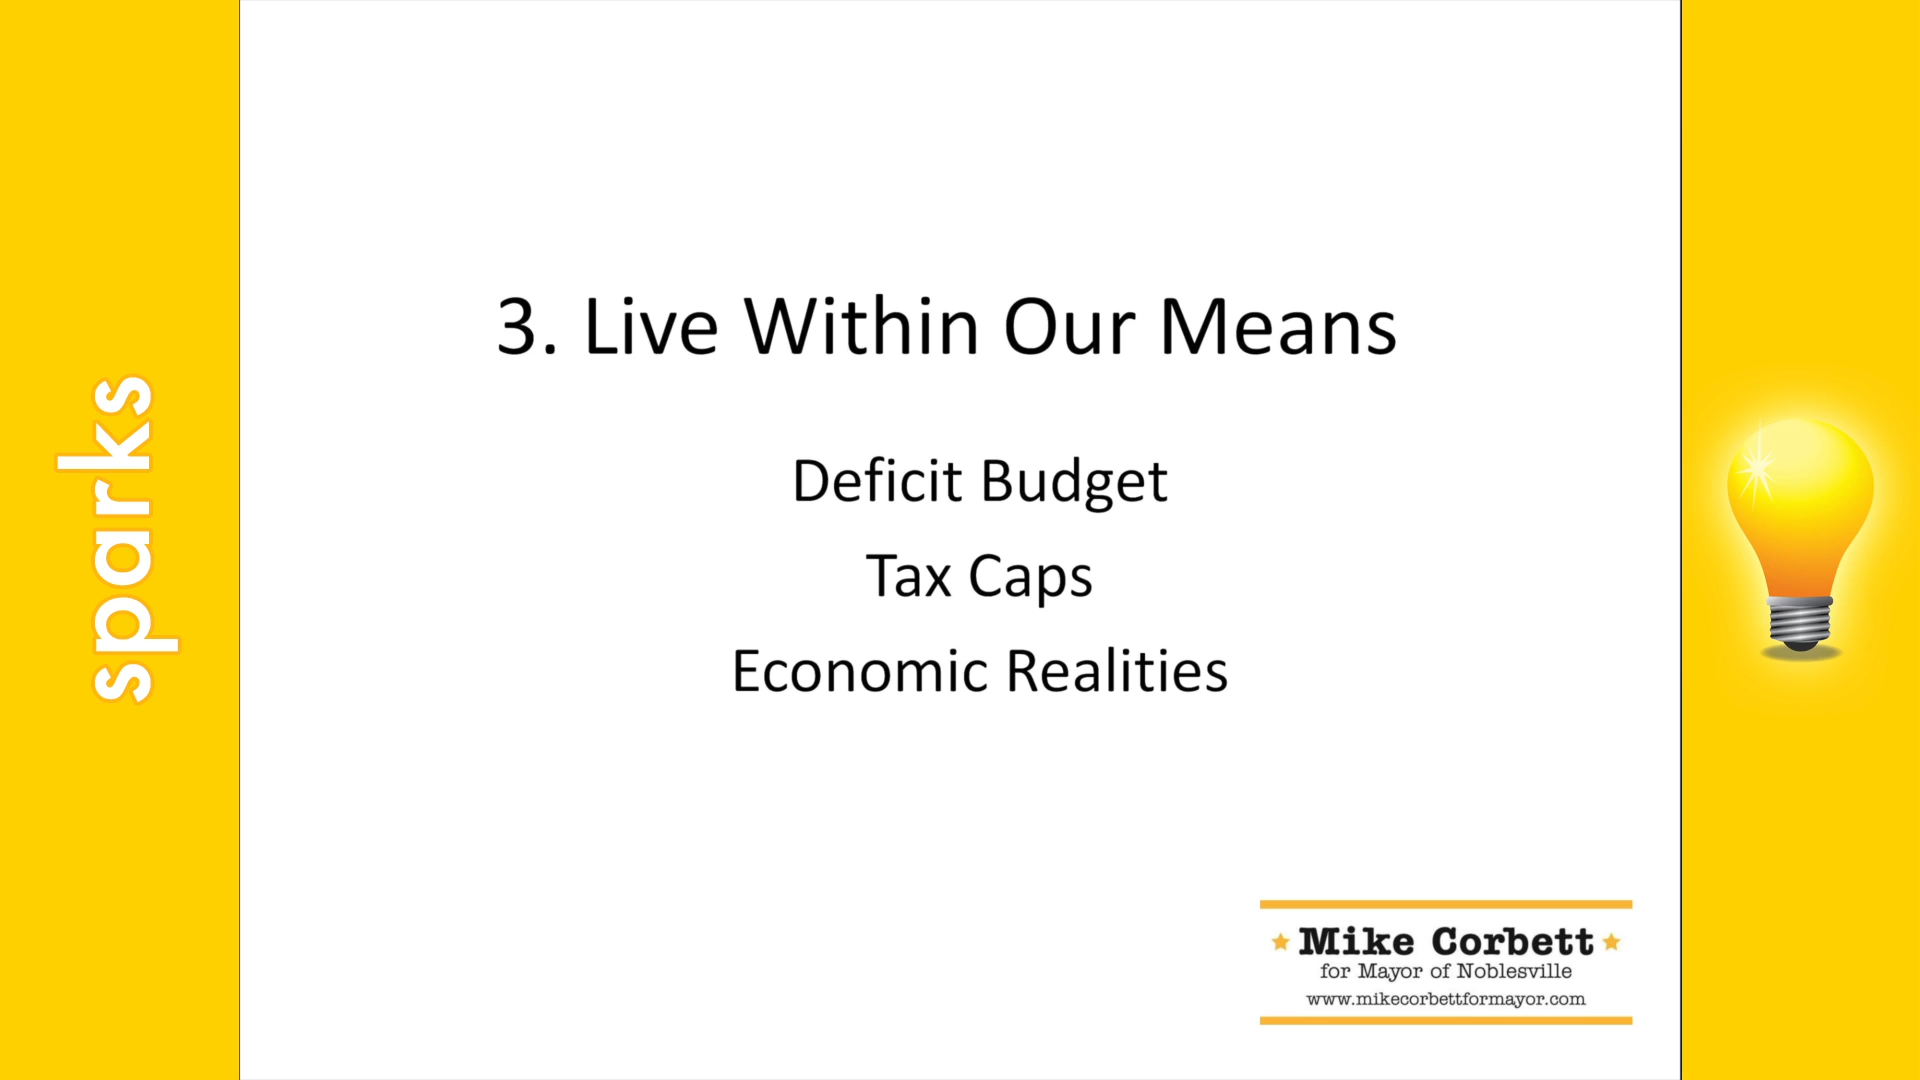 sparks
3. Live Within Our Means
Deficit Budget
Tax Caps
Economic Realities
Mike Corbett
for Mayor of Noblesville
www.mikecorbettformayor.com